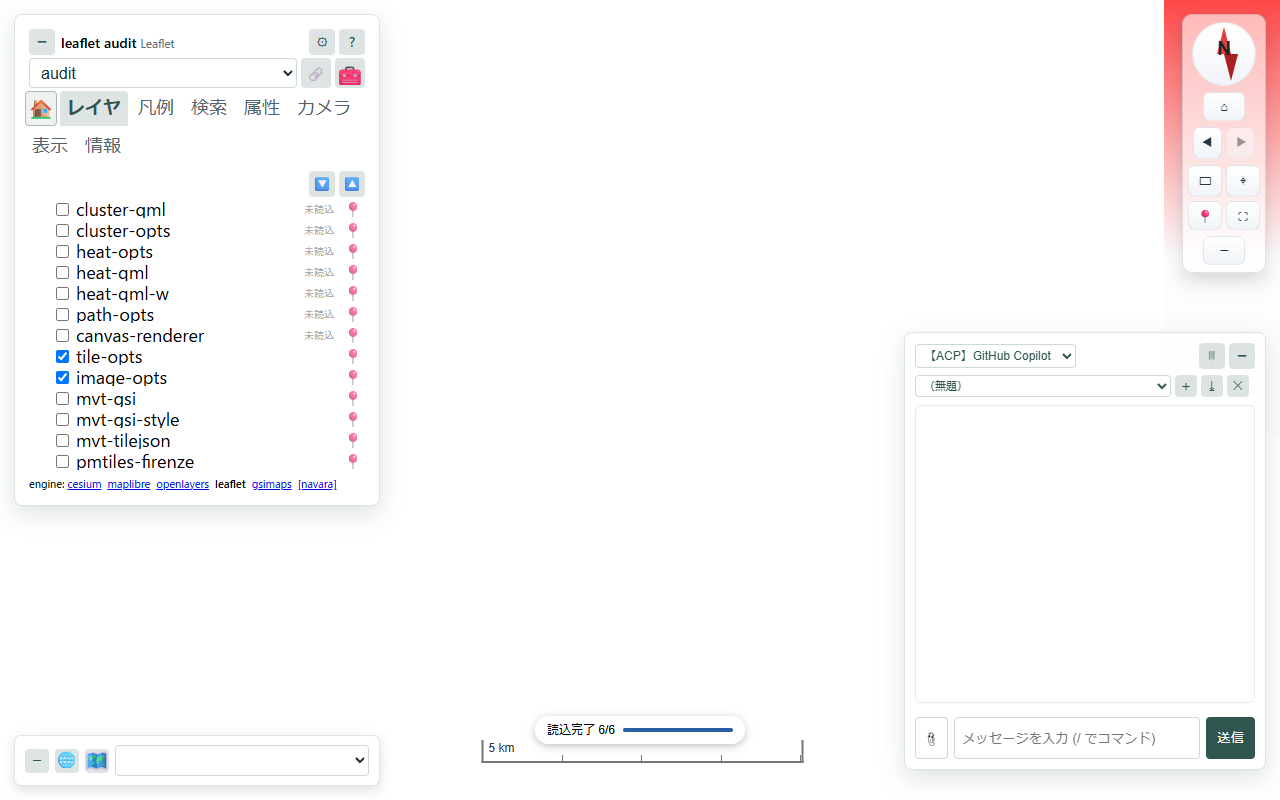 leaflet audit Leaflet
?
audit
レイヤ 凡例 検索 属性 カメラ
表示 情報
cluster-qml 未読込
cluster-opts 未読込
heat-opts 未読込
heat-qml 未読込
heat-qml-w 未読込
path-opts 未読込
canvas-renderer 未読込
tile-opts
image-opts
mvt-gsi
mvt-gsi-style
mvt-tilejson
pmtiles-firenze
engine: cesium maplibre openlayers leaflet gsimaps [navara]
N
【ACP】GitHub Copilot
（無題）
メッセージを入力 (/ でコマンド)
送信
読込完了 6/6
5 km